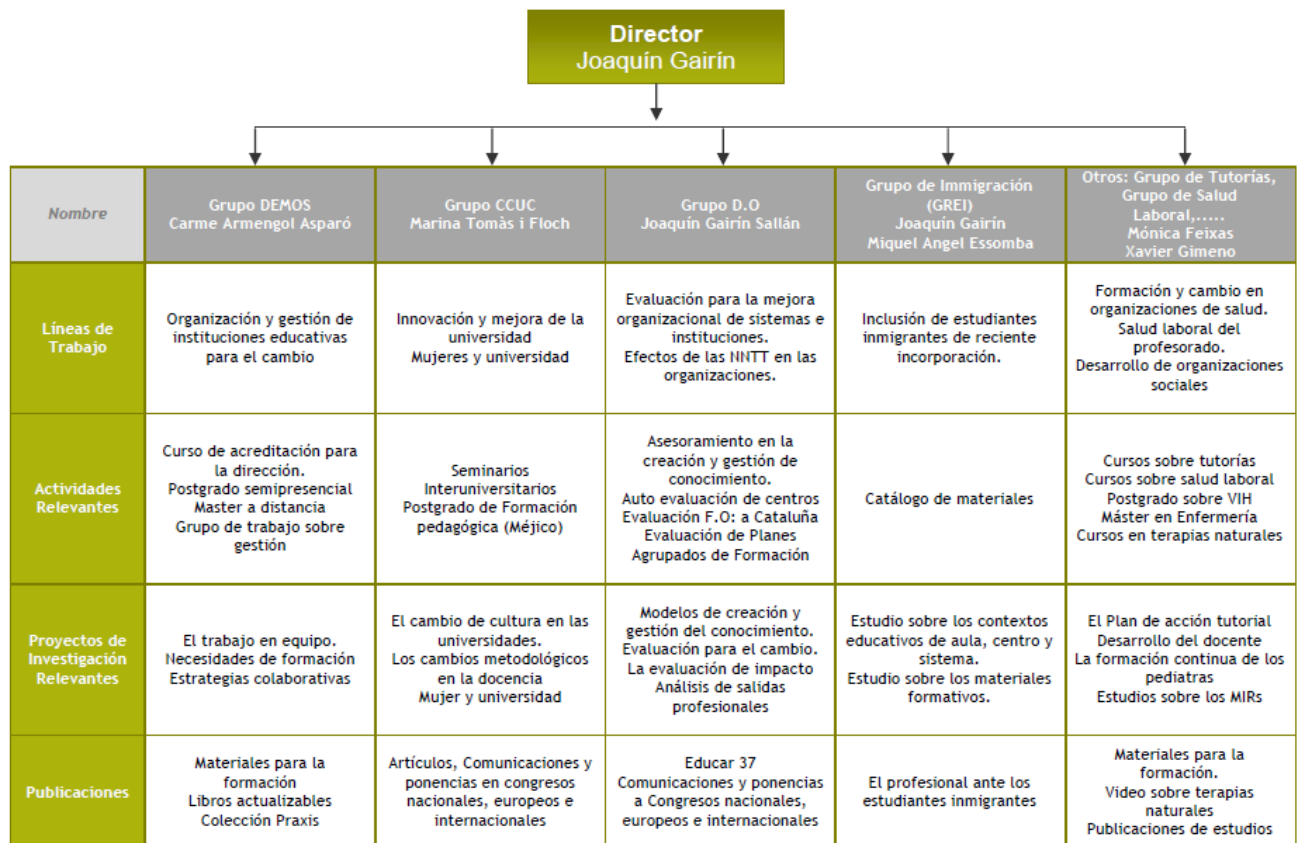 Director
Joaquín Gairín
Nombre
Grupo DEMOS
Carme Armengol Asparó
Grupo CCUC
Marina Tomàs i Floch
Grupo D.O
Joaquín Gairín Sallán
Grupo de Immigración
(GREI)
Joaquín Gairín
Miquel Angel Essomba
Otros: Grupo de Tutorías,
Grupo de Salud
Laboral,.....
Mónica Feixas
Xavier Gimeno
Líneas de
Trabajo
Organización y gestión de
instituciones educativas
para el cambio
Innovación y mejora de la
universidad
Mujeres y universidad
Evaluación para la mejora
organizacional de sistemas e
instituciones.
Efectos de las NNTT en las
organizaciones.
Inclusión de estudiantes
inmigrantes de reciente
incorporación.
Formación y cambio en
organizaciones de salud.
Salud laboral del
profesorado.
Desarrollo de organizaciones
sociales
Actividades
Relevantes
Curso de acreditación para
la dirección.
Postgrado semipresencial
Master a distancia
Grupo de trabajo sobre
gestión
Seminarios
Interuniversitarios
Postgrado de Formación
pedagógica (Méjico)
Asesoramiento en la
creación y gestión de
conocimiento.
Auto evaluación de centros
Evaluación F.O: a Cataluña
Evaluación de Planes
Agrupados de Formación
Catálogo de materiales
Cursos sobre tutorías
Cursos sobre salud laboral
Postgrado sobre VIH
Máster en Enfermería
Cursos en terapias naturales
Proyectos de
Investigación
Relevantes
El trabajo en equipo.
Necesidades de formación
Estrategias colaborativas
El cambio de cultura en las
universidades.
Los cambios metodológicos
en la docencia
Mujer y universidad
Modelos de creación y
gestión del conocimiento.
Evaluación para el cambio.
La evaluación de impacto
Análisis de salidas
profesionales
Estudio sobre los contextos
educativos de aula, centro y
sistema.
Estudio sobre los materiales
formativos.
El Plan de acción tutorial
Desarrollo del docente
La formación continua de los
pediatras
Estudios sobre los MIRs
Publicaciones
Materiales para la
formación
Libros actualizables
Colección Praxis
Artículos, Comunicaciones y
ponencias en congresos
nacionales, europeos e
internacionales
Educar 37
Comunicaciones y ponencias
a Congresos nacionales,
europeos e internacionales
El profesional ante los
estudiantes inmigrantes
Materiales para la
formación.
Video sobre terapias
naturales
Publicaciones de estudios